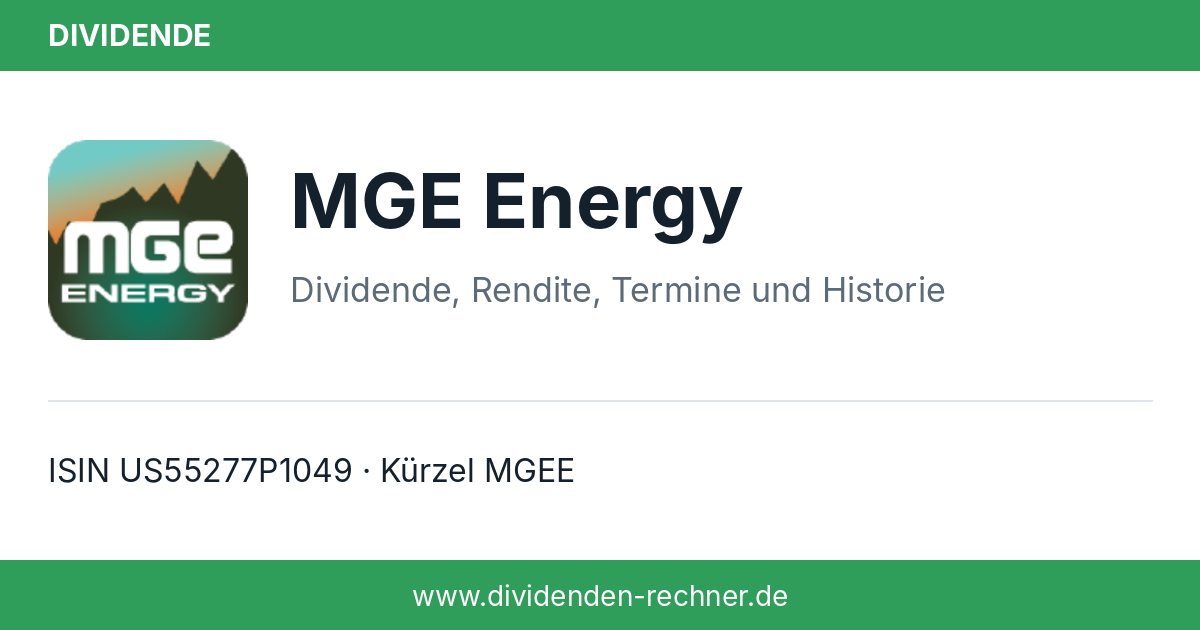 DIVIDENDE
mGe
ENERGY
MGE Energy
Dividende, Rendite, Termine und Historie
ISIN US55277P1049 · Kürzel MGEE
www.dividenden-rechner.de